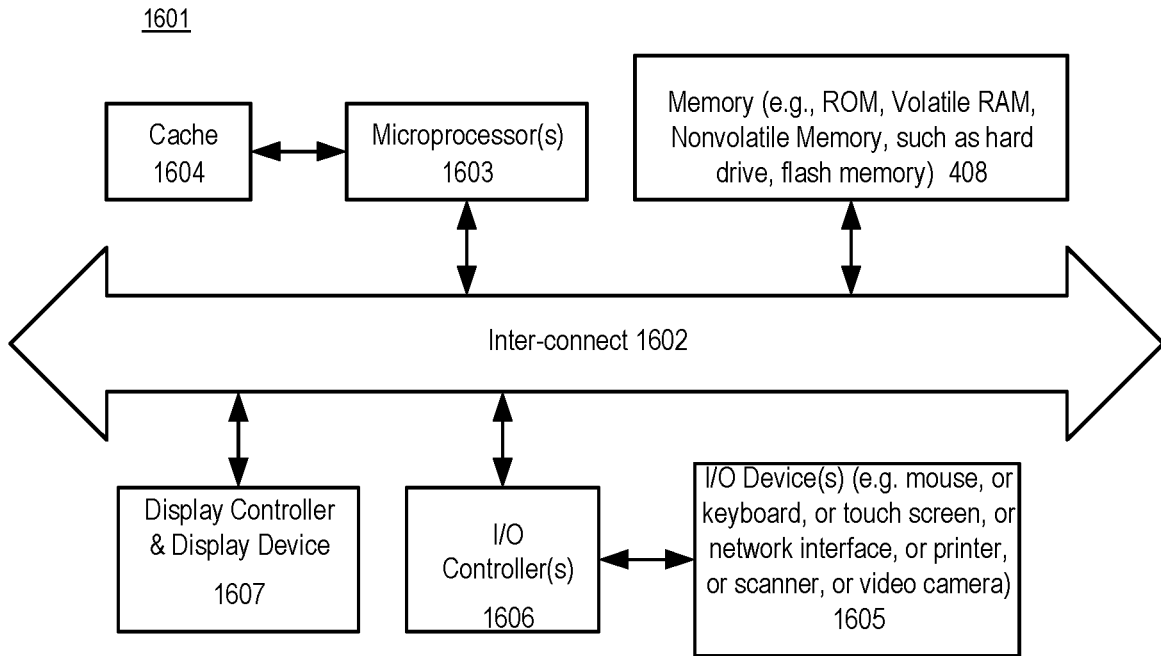 1601
Cache
1604
Microprocessor(s)
1603
Memory (e.g., ROM, Volatile RAM,
Nonvolatile Memory, such as hard
drive, flash memory) 408
Inter-connect 1602
Display Controller
& Display Device
1607
I/O
Controller(s)
1606
I/O Device(s) (e.g. mouse, or
keyboard, or touch screen, or
network interface, or printer,
or scanner, or video camera)
1605